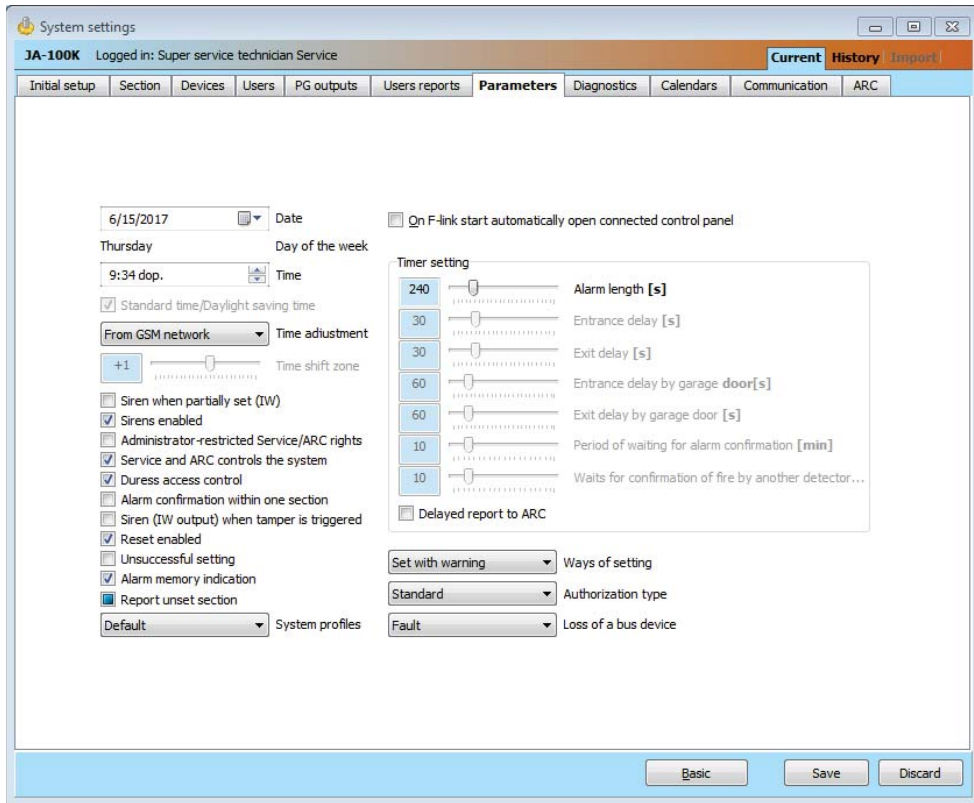 System settings
JA-100K Logged in: Super service technician Service Current History Import
Initial setup Section Devices Users PG outputs Users reports Parameters Diagnostics Calendars Communication ARC
6/15/2017 Date
On F-link start automatically open connected control panel
Thursday Day of the week
9:34 dop. Time
Standard time/Daylight saving time
From GSM network Time adjustment
+1 Time shift zone
Siren when partially set (IW)
Sirens enabled
Administrator-restricted Service/ARC rights
Service and ARC controls the system
Duress access control
Alarm confirmation within one section
Siren (IW output) when tamper is triggered
Reset enabled
Unsuccessful setting
Alarm memory indication
Report unset section
Default System profiles
Timer setting
240 Alarm length [s]
30 Entrance delay [s]
30 Exit delay [s]
60 Entrance delay by garage door[s]
60 Exit delay by garage door [s]
10 Period of waiting for alarm confirmation [min]
10 Waits for confirmation of fire by another detector...
Delayed report to ARC
Set with warning Ways of setting
Standard Authorization type
Fault Loss of a bus device
Basic Save Discard